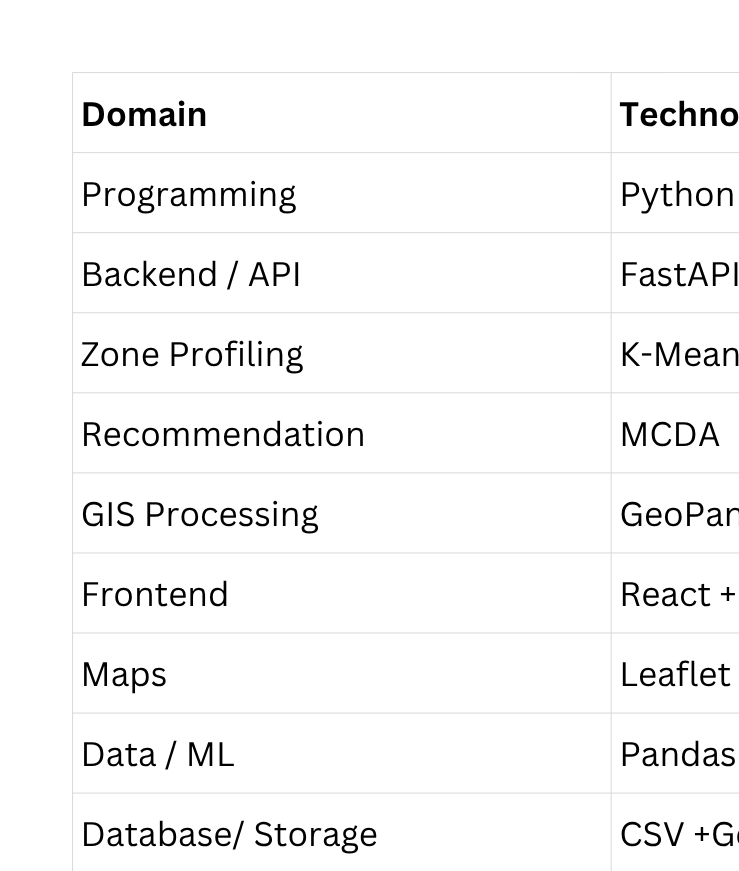 Domain Techno
Programming Python
Backend / API FastAPI
Zone Profiling K-Mean
Recommendation MCDA
GIS Processing GeoPan
Frontend React +
Maps Leaflet
Data / ML Pandas
Database/ Storage CSV +G